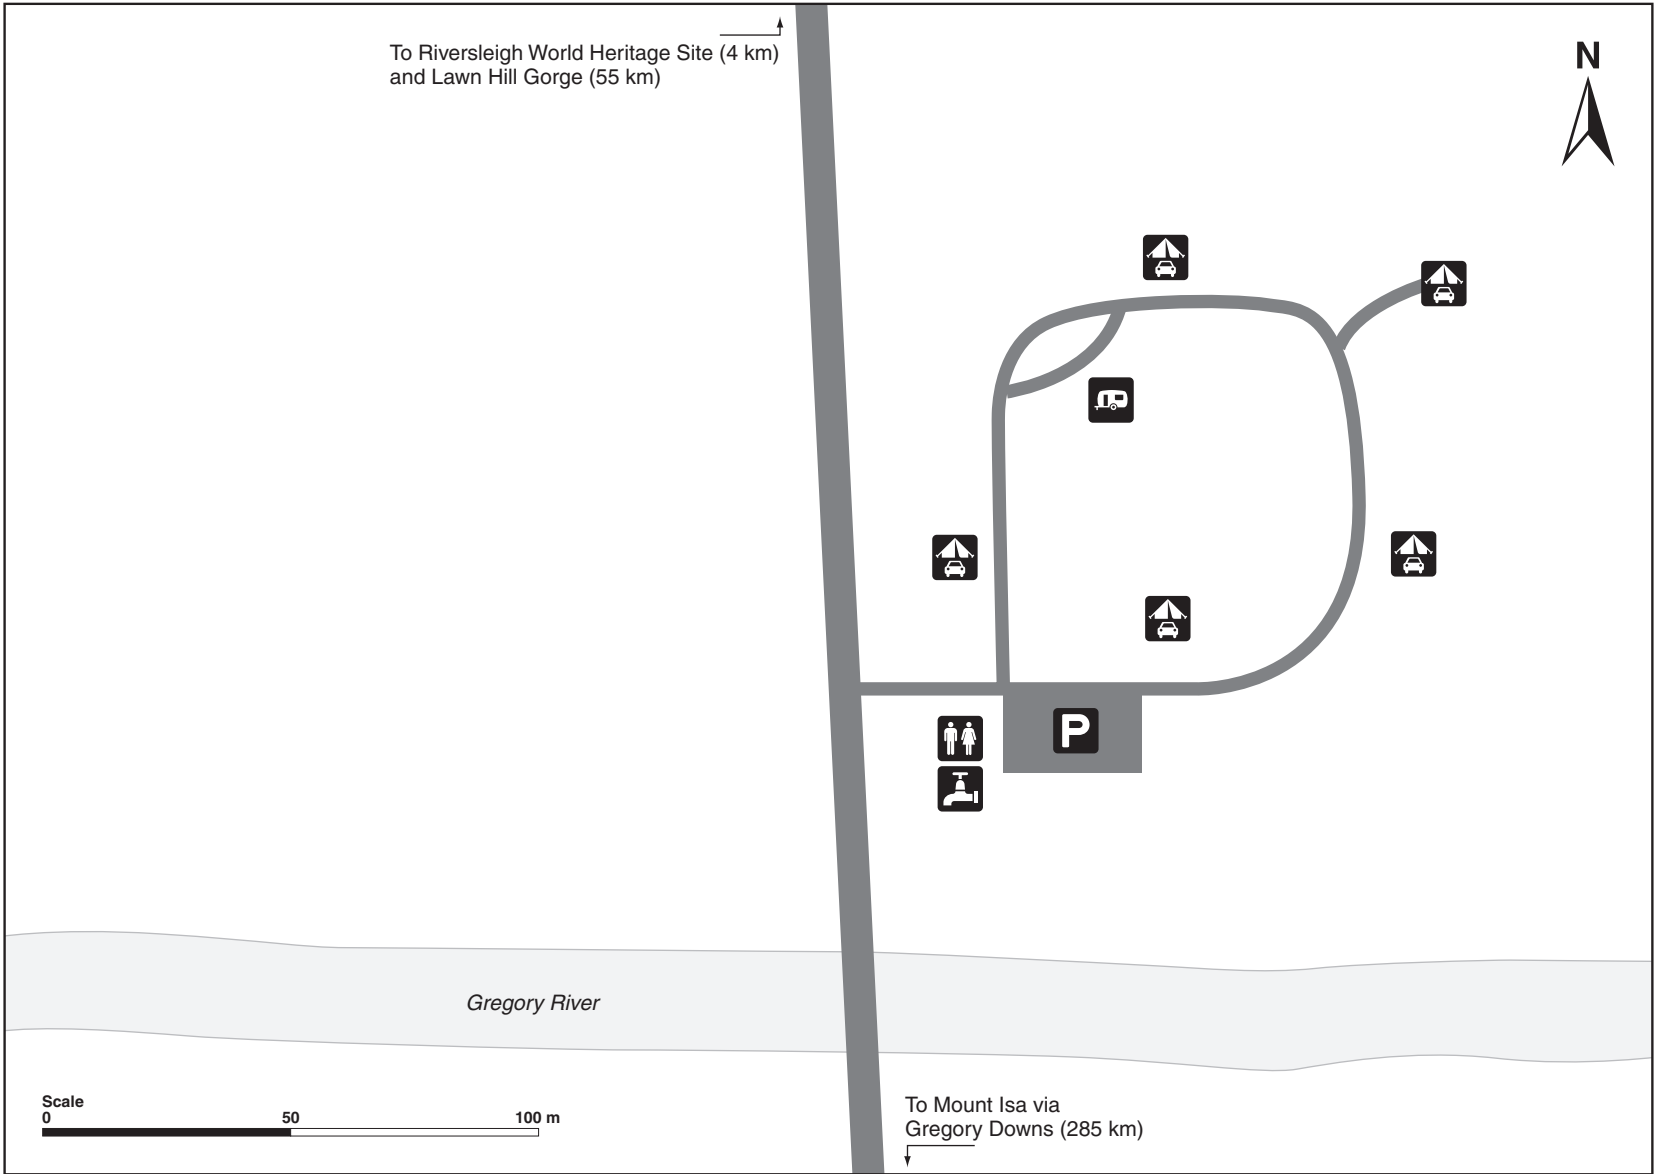 To Riversleigh World Heritage Site (4 km)
and Lawn Hill Gorge (55 km)
N
P
Gregory River
Scale
0 50 100 m
To Mount Isa via
Gregory Downs (285 km)